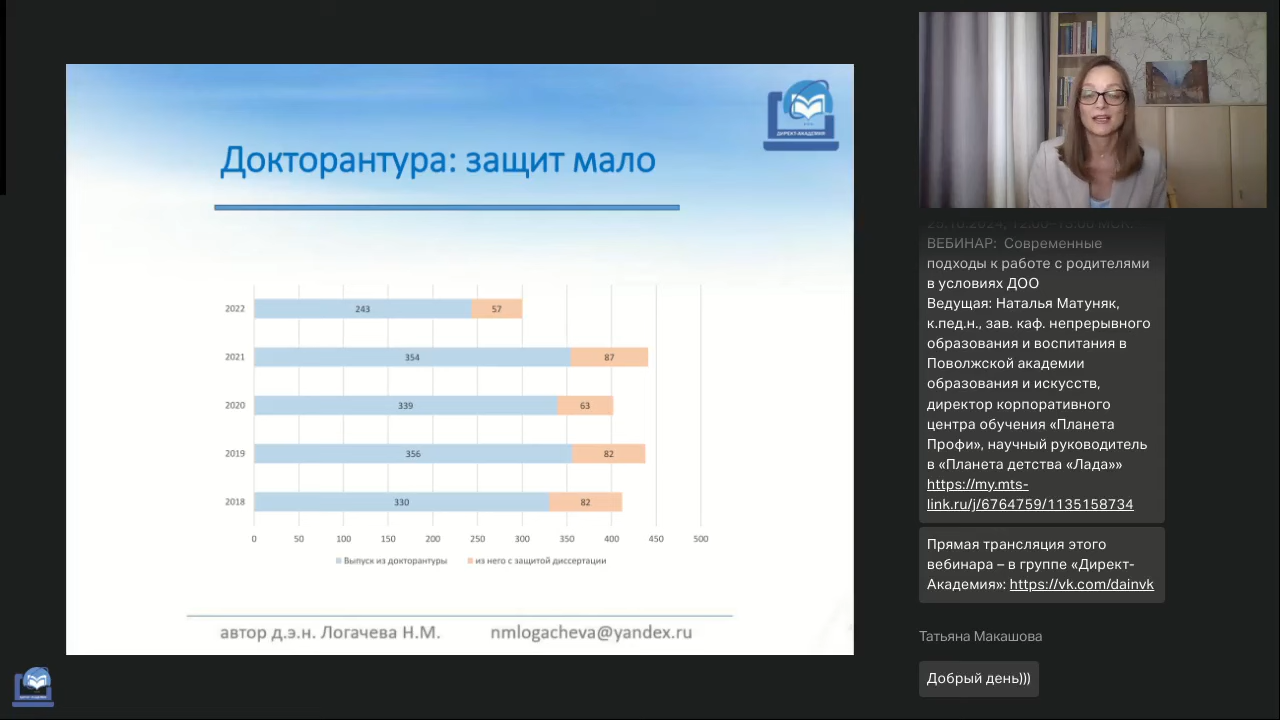 ДИРЕКТ-АКАДЕМИЯ
Докторантура: защит мало
2022
243
57
2021
354
87
2020
339
63
2019
356
82
2018
330
82
0 50 100 150 200 250 300 350 400 450 500
Выпуск из докторантуры из него с защитой диссертации
автор д.э.н. Логачева Н.М. nmlogacheva@yandex.ru
ВЕБИНАР: Современные
подходы к работе с родителями
в условиях ДОО
Ведущая: Наталья Матуняк,
к.пед.н., зав. каф. непрерывного
образования и воспитания в
Поволжской академии
образования и искусств,
директор корпоративного
центра обучения «Планета
Профи», научный руководитель
в «Планета детства «Лада»»
https://my.mts-
link.ru/j/6764759/1135158734
Прямая трансляция этого
вебинара – в группе «Директ-
Академия»: https://vk.com/dainvk
Татьяна Макашова
Добрый день)))